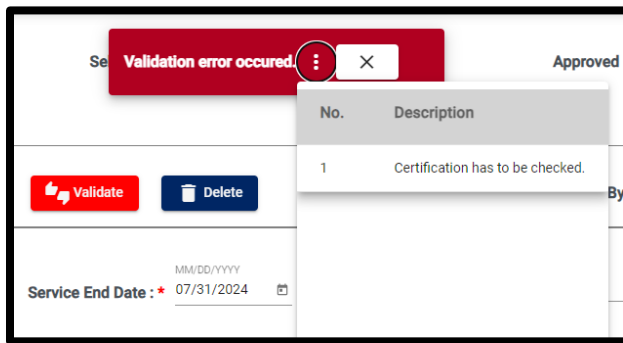 Se
Validation error occured.
Approved
No. Description
1 Certification has to be checked.
Validate Delete
By
MM/DD/YYYY
Service End Date : * 07/31/2024